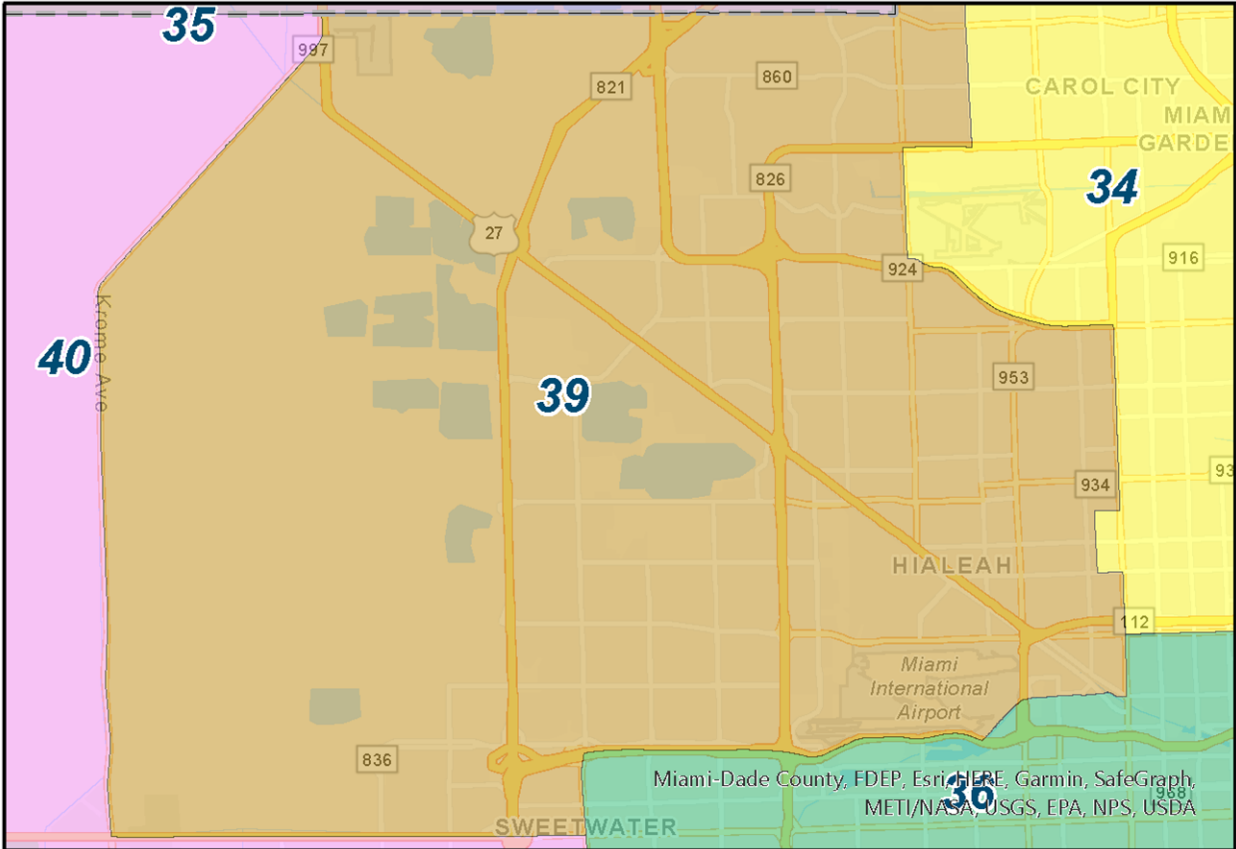 35
997
821
860
CAROL CITY
MIAM
GARDE
826
34
27
924
916
Krome Ave
40
39
953
934
93
HIALEAH
112
Miami
International
Airport
836
Miami-Dade County, FDEP, Esri, HERE, Garmin, SafeGraph,
METI/NASA, USGS, EPA, NPS, USDA
36
968
SWEETWATER